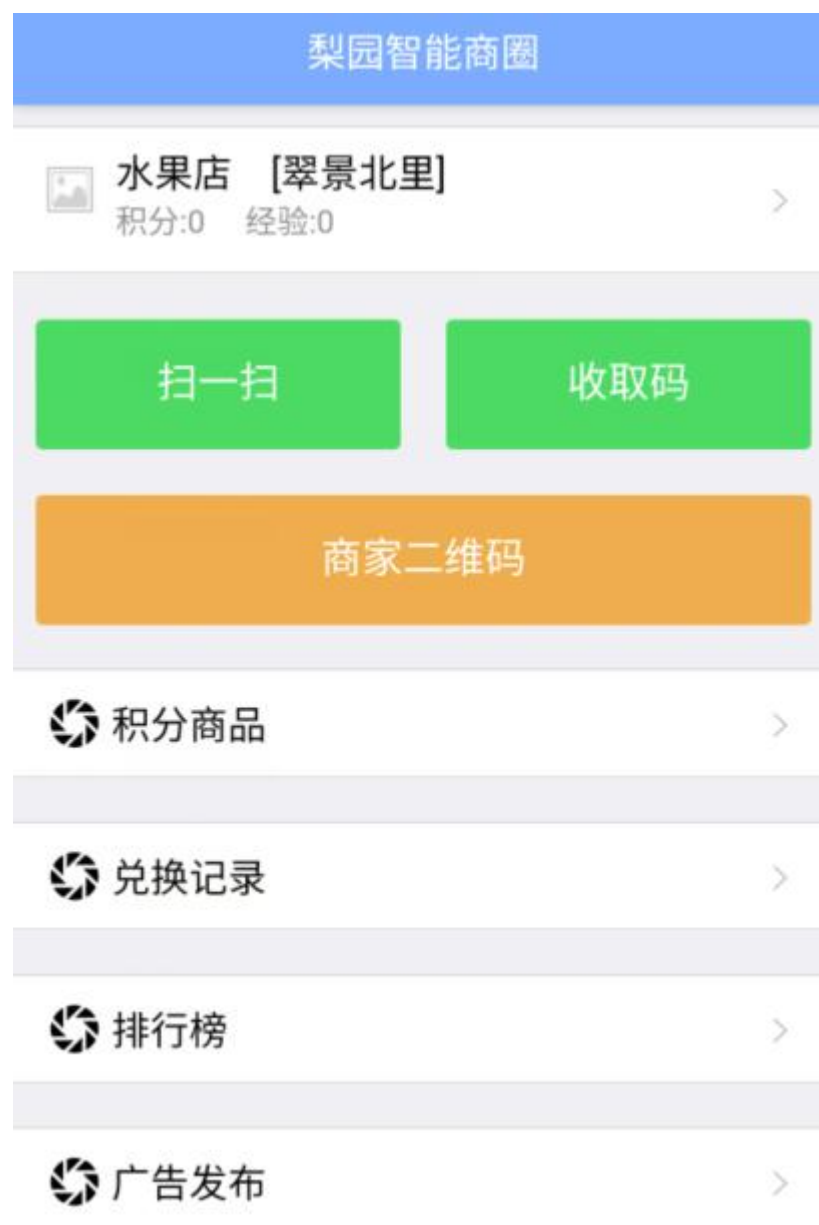 梨园智能商圈
水果店 [翠景北里]
积分:0 经验:0
扫一扫 收取码
商家二维码
积分商品
兑换记录
排行榜
广告发布